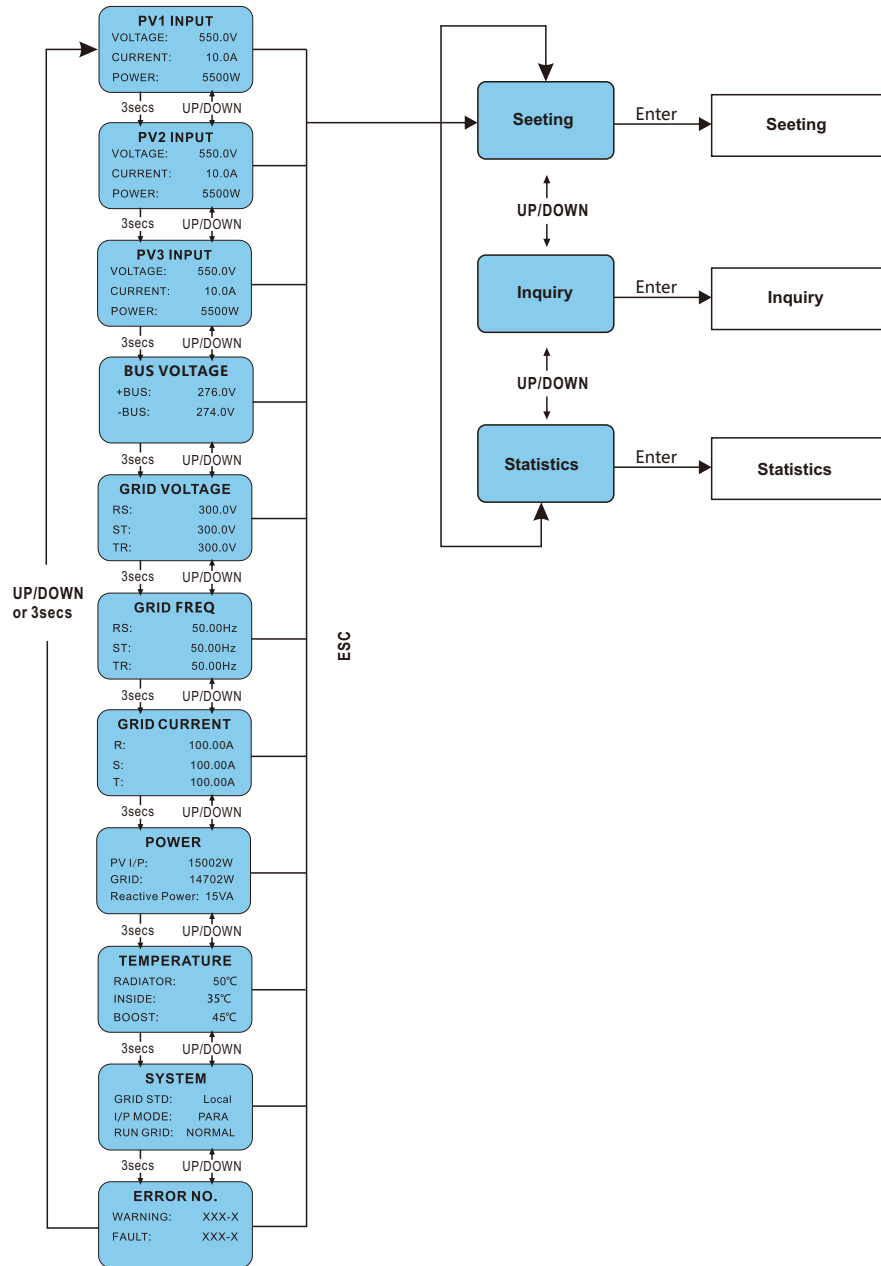 PV1 INPUT
VOLTAGE: 550.0V
CURRENT: 10.0A
POWER: 5500W
3secs UP/DOWN
PV2 INPUT
VOLTAGE: 550.0V
CURRENT: 10.0A
POWER: 5500W
3secs UP/DOWN
PV3 INPUT
VOLTAGE: 550.0V
CURRENT: 10.0A
POWER: 5500W
3secs UP/DOWN
BUS VOLTAGE
+BUS: 276.0V
-BUS: 274.0V
3secs UP/DOWN
GRID VOLTAGE
RS: 300.0V
ST: 300.0V
TR: 300.0V
3secs UP/DOWN
GRID FREQ
RS: 50.00Hz
ST: 50.00Hz
TR: 50.00Hz
3secs UP/DOWN
GRID CURRENT
R: 100.00A
S: 100.00A
T: 100.00A
3secs UP/DOWN
POWER
PV I/P: 15002W
GRID: 14702W
Reactive Power: 15VA
3secs UP/DOWN
TEMPERATURE
RADIATOR: 50℃
INSIDE: 35℃
BOOST: 45℃
3secs UP/DOWN
SYSTEM
GRID STD: Local
I/P MODE: PARA
RUN GRID: NORMAL
3secs UP/DOWN
ERROR NO.
WARNING: XXX-X
FAULT: XXX-X
UP/DOWN
or 3secs
ESC
Seeting Enter Seeting
UP/DOWN
Inquiry Enter Inquiry
UP/DOWN
Statistics Enter Statistics